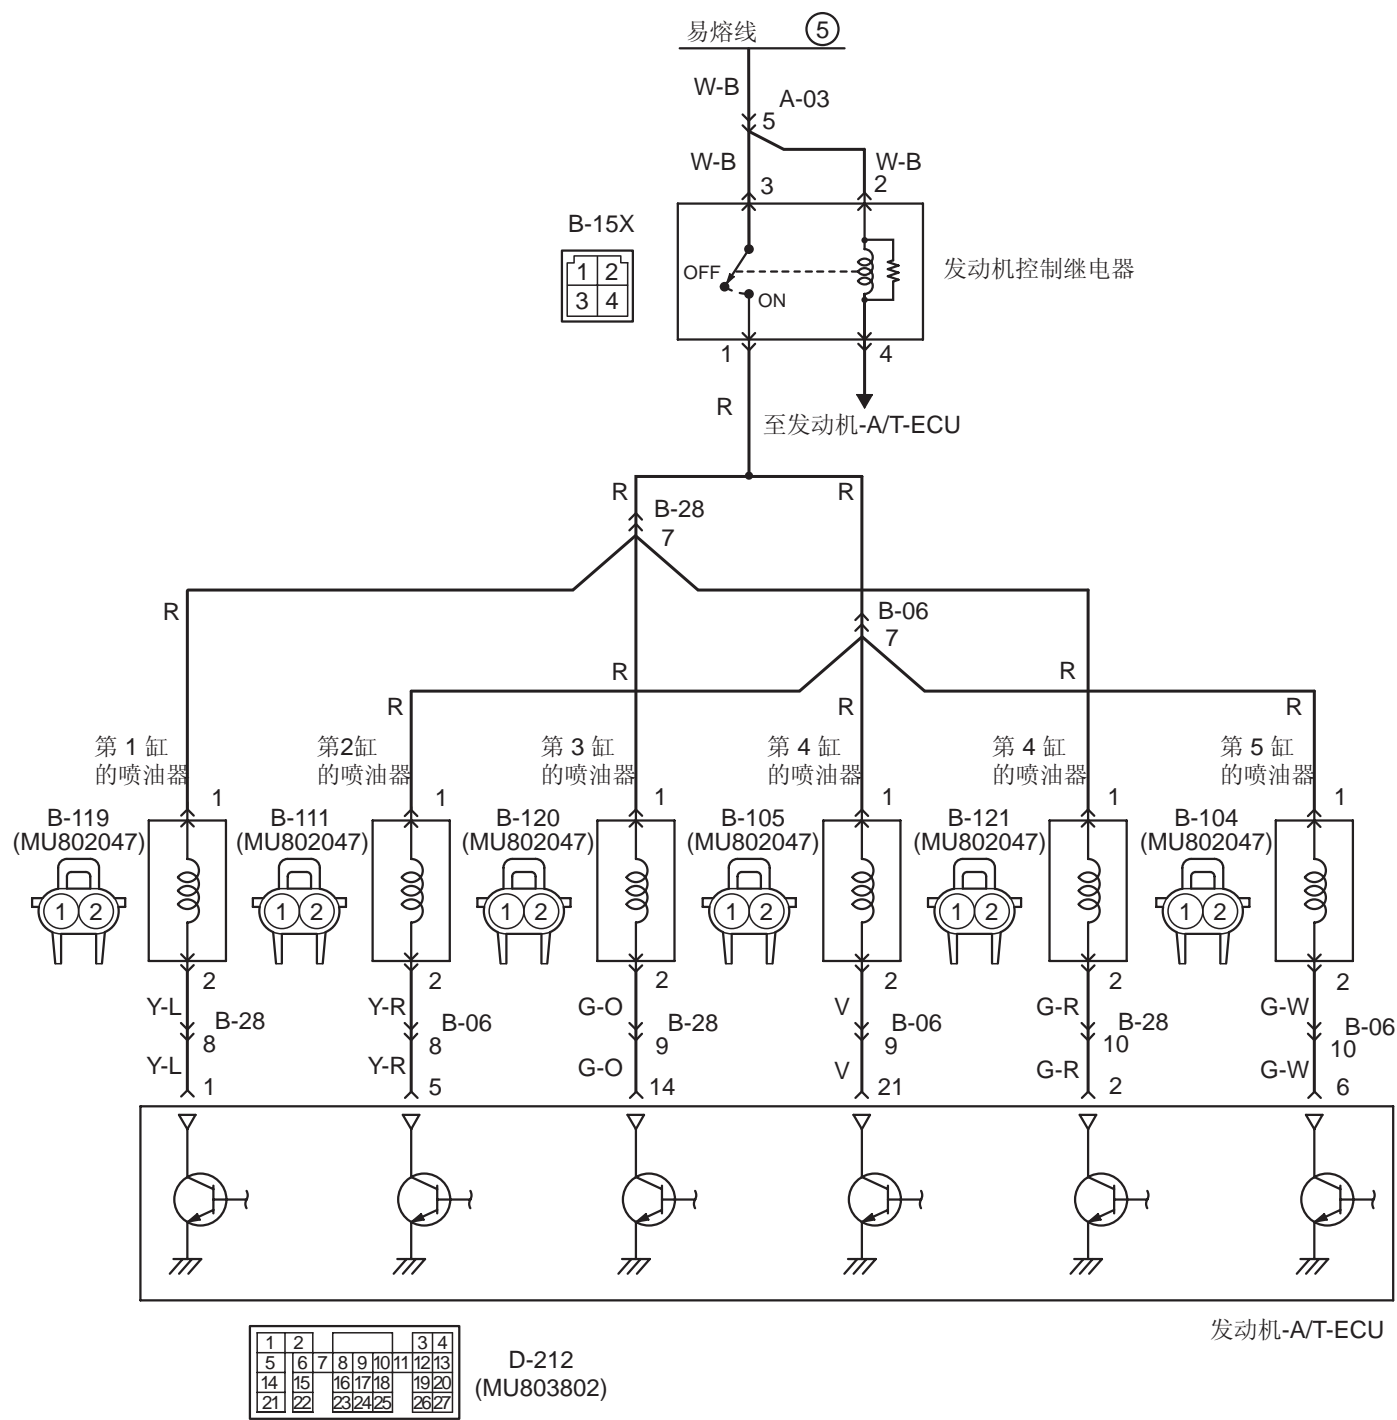 易熔线 5
W-B
A-03
5
W-B
W-B
3
2
B-15X
1 2
3 4
OFF
ON
发动机控制继电器
1
4
R
至发动机-A/T-ECU
R
R
B-28
7
R
B-06
7
R
R
R
R
R
第 1 缸
的喷油器
第2缸
的喷油器
第 3 缸
的喷油器
第 4 缸
的喷油器
第 4 缸
的喷油器
第 5 缸
的喷油器
1
1
1
1
1
1
B-119
(MU802047)
B-111
(MU802047)
B-120
(MU802047)
B-105
(MU802047)
B-121
(MU802047)
B-104
(MU802047)
1 2
1 2
1 2
1 2
1 2
1 2
2
2
2
2
2
2
Y-L
B-28
8
Y-L
1
Y-R
B-06
8
Y-R
5
G-O
B-28
9
G-O
14
V
B-06
9
V
21
G-R
B-28
10
G-R
2
G-W
B-06
10
G-W
6
发动机-A/T-ECU
1 2 3 4
5 6 7 8 9 10 11 12 13
14 15 16 17 18 19 20
21 22 23 24 25 26 27
D-212
(MU803802)